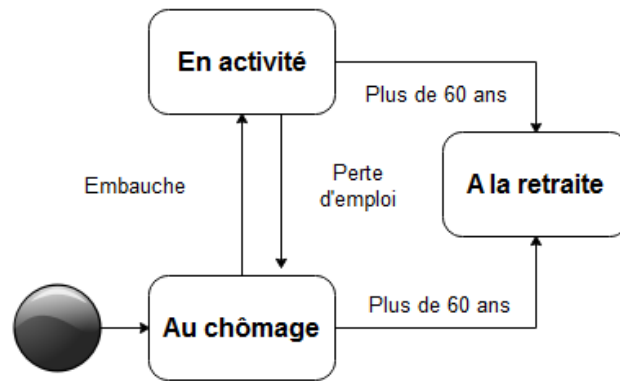 En activité
Plus de 60 ans
A la retraite
Embauche
Perte
d'emploi
Au chômage
Plus de 60 ans